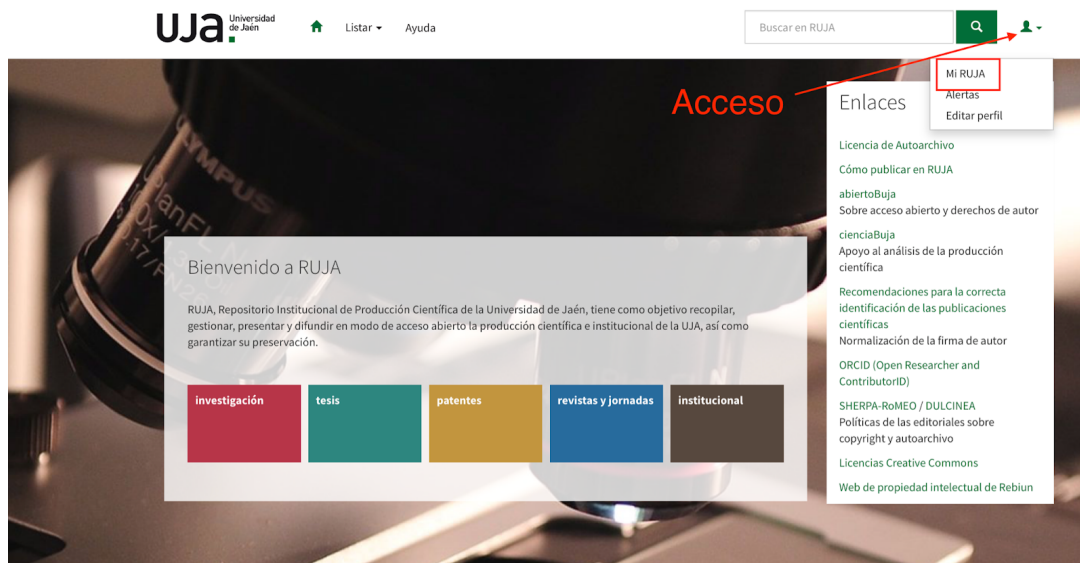 UJa Universidad
de Jaén
Listar
Ayuda
Buscar en RUJA
Mi RUJA
Alertas
Editar perfil
Acceso
Enlaces
Licencia de Autoarchivo
Cómo publicar en RUJA
abiertoBuja
Sobre acceso abierto y derechos de autor
cienciaBuja
Apoyo al análisis de la producción
científica
Recomendaciones para la correcta
identificación de las publicaciones
científicas
Normalización de la firma de autor
ORCID (Open Researcher and
ContributorID)
SHERPA-RoMEO / DULCINEA
Políticas de las editoriales sobre
copyright y autoarchivo
Licencias Creative Commons
Web de propiedad intelectual de Rebiun
OLYMPUS
UPlanFL N
Bienvenido a RUJA
RUJA, Repositorio Institucional de Producción Científica de la Universidad de Jaén, tiene como objetivo recopilar,
gestionar, presentar y difundir en modo de acceso abierto la producción científica e institucional de la UJA, así como
garantizar su preservación.
investigación
tesis
patentes
revistas y jornadas
institucional